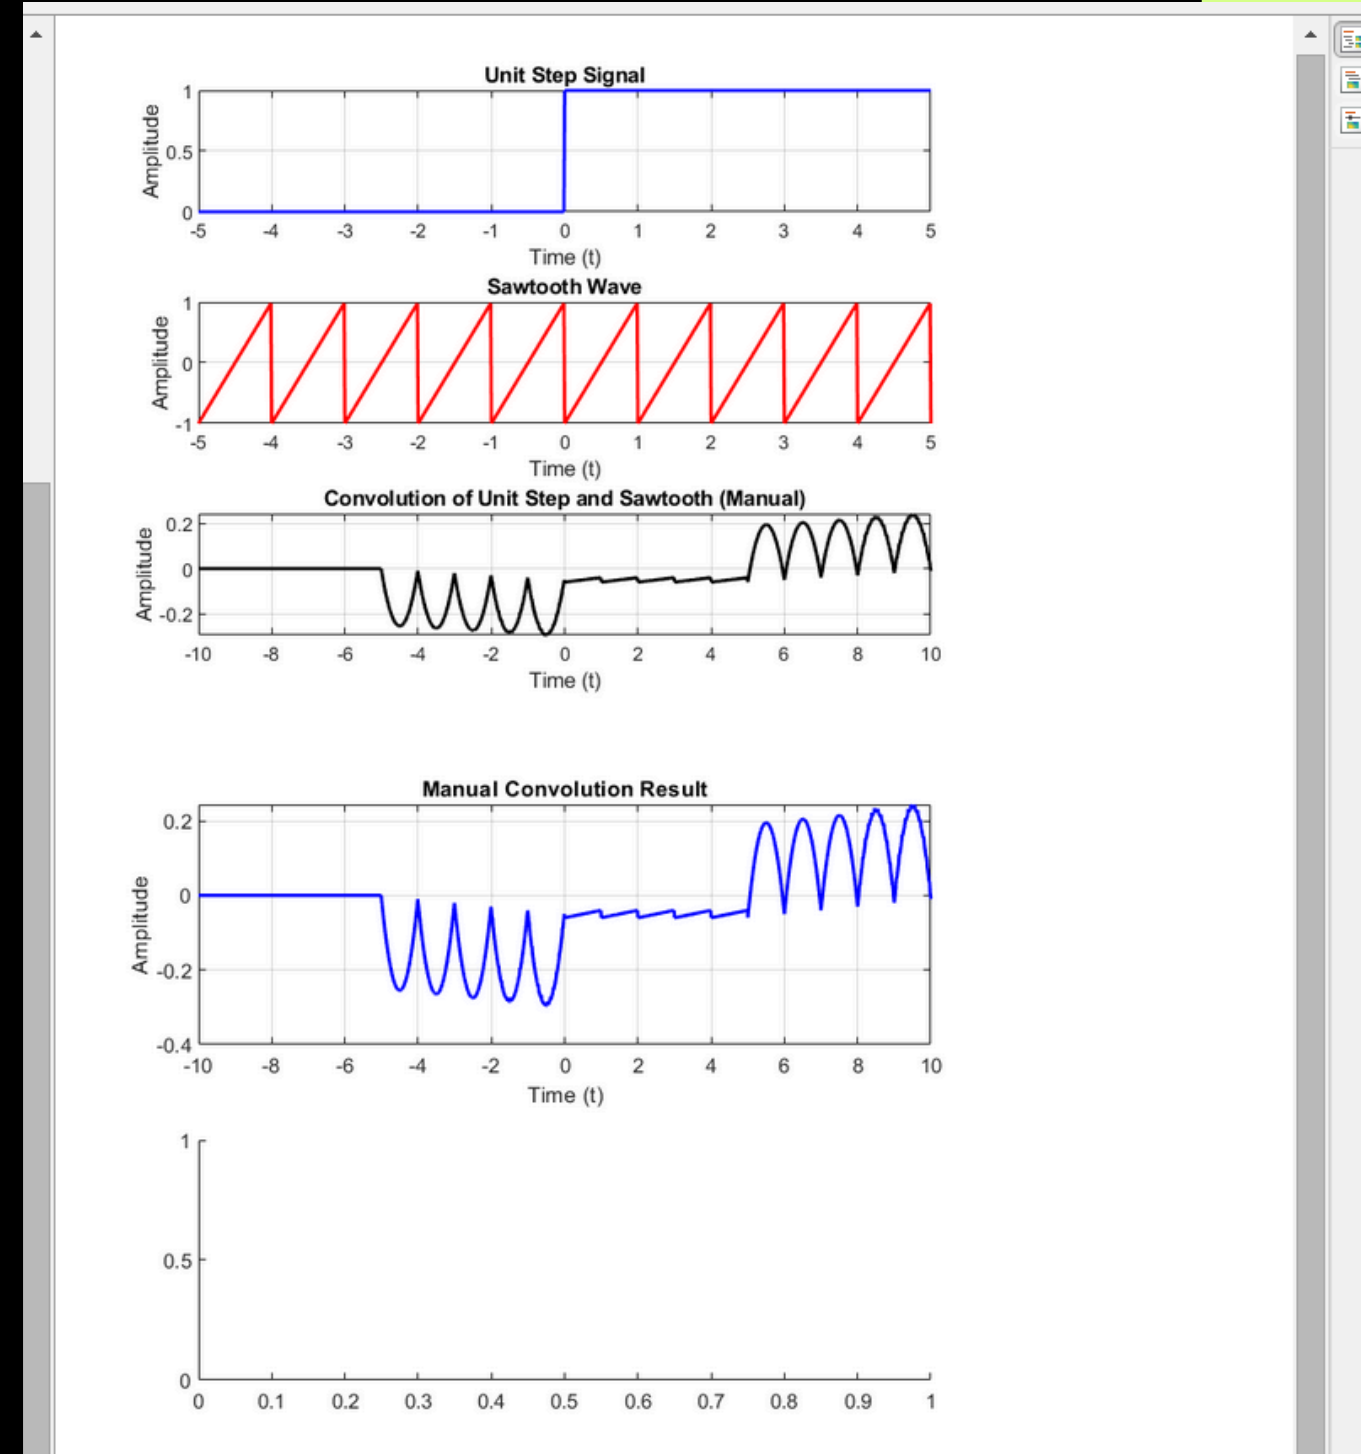 Unit Step Signal
Amplitude
1
0.5
0
-5 -4 -3 -2 -1 0 1 2 3 4 5
Time (t)
Sawtooth Wave
Amplitude
1
0
-1
-5 -4 -3 -2 -1 0 1 2 3 4 5
Time (t)
Convolution of Unit Step and Sawtooth (Manual)
Amplitude
0.2
0
-0.2
-10 -8 -6 -4 -2 0 2 4 6 8 10
Time (t)
Manual Convolution Result
Amplitude
0.2
0
-0.2
-0.4
-10 -8 -6 -4 -2 0 2 4 6 8 10
Time (t)
1
0.5
0
0 0.1 0.2 0.3 0.4 0.5 0.6 0.7 0.8 0.9 1